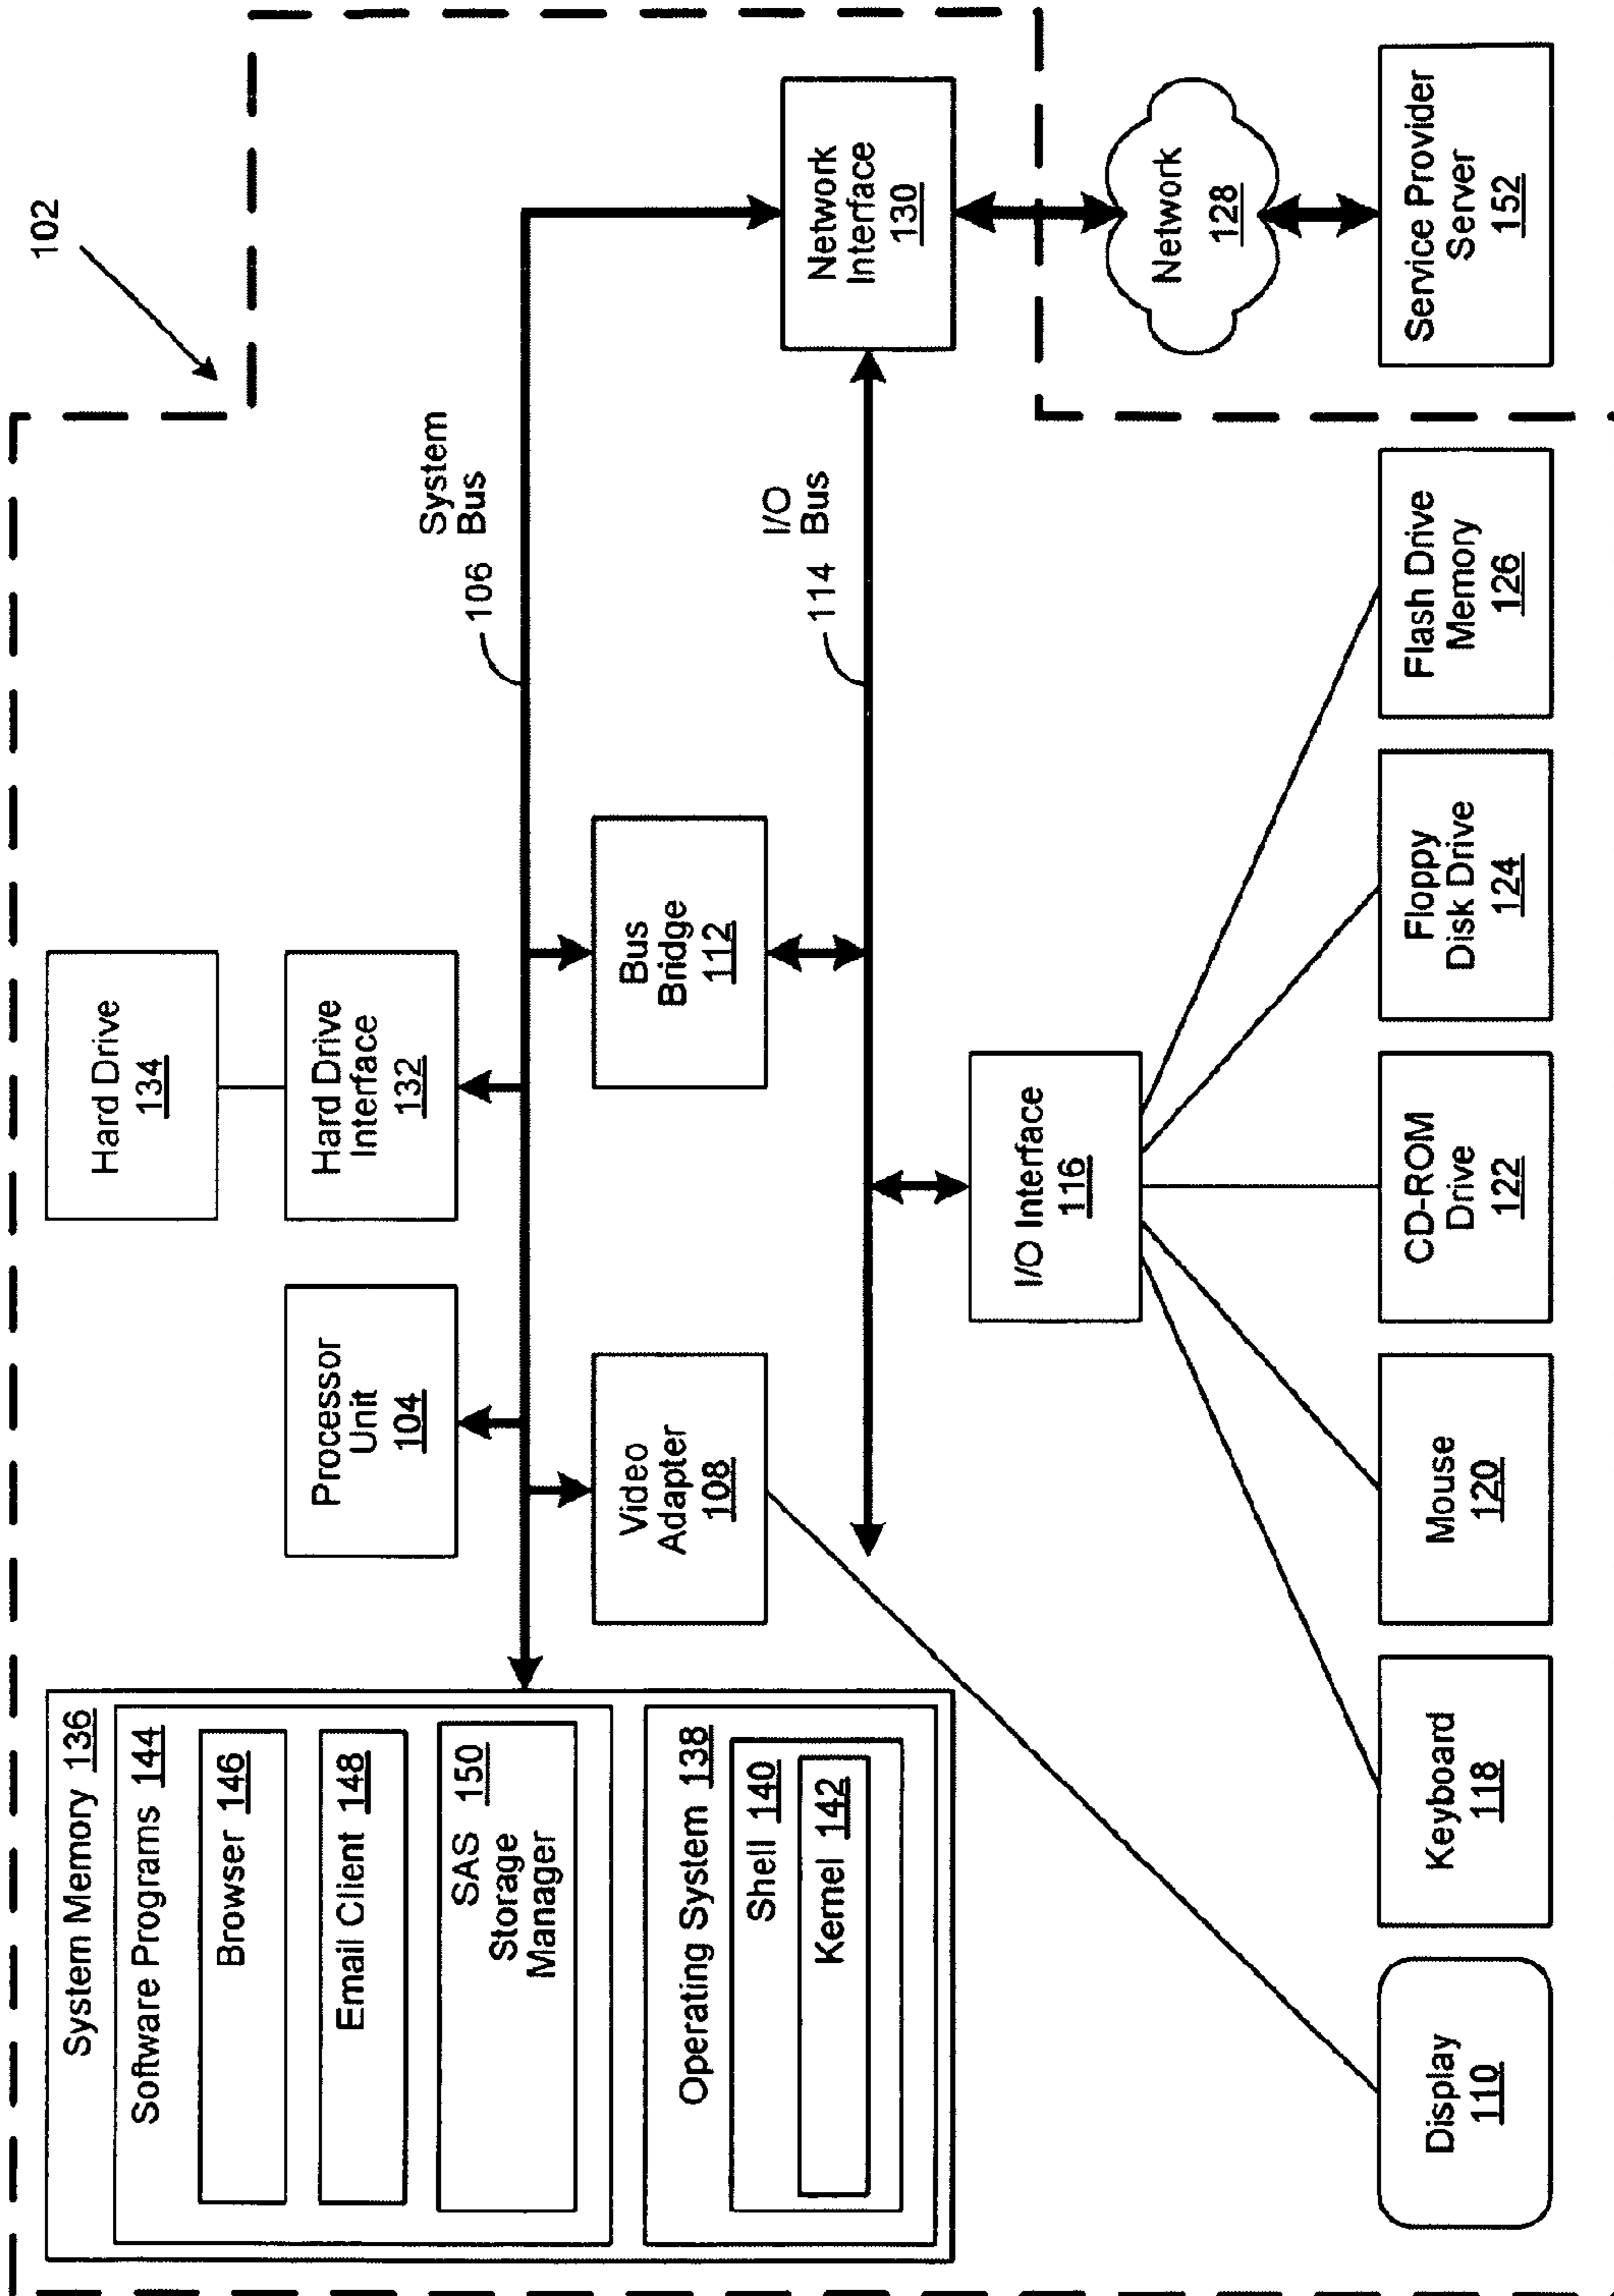 102
System Memory 136
Software Programs 144
Browser 146
Email Client 148
SAS 150
Storage
Manager
Operating System 138
Shell 140
Kernel 142
Processor
Unit
104
Hard Drive
134
Hard Drive
Interface
132
System
106 Bus
Video
Adapter
108
Bus
Bridge
112
I/O
114 Bus
Network
Interface
130
I/O Interface
116
Network
128
Display
110
Keyboard
118
Mouse
120
CD-ROM
Drive
122
Floppy
Disk Drive
124
Flash Drive
Memory
126
Service Provider
Server
152